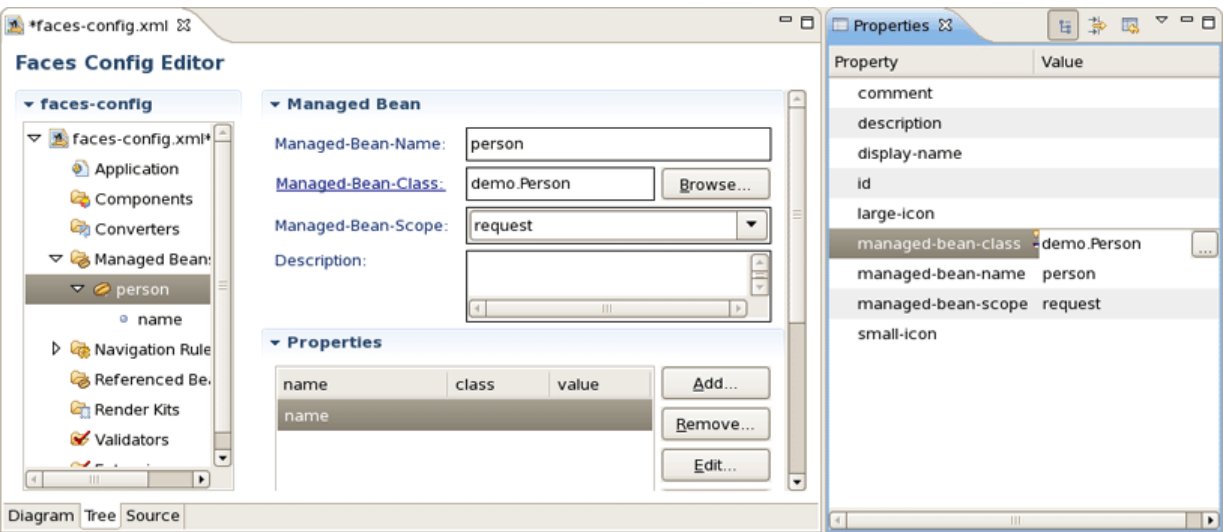 *faces-config.xml
Faces Config Editor
faces-config
faces-config.xml*
Application
Components
Converters
Managed Bean
person
name
Navigation Rule
Referenced Be
Render Kits
Validators
Managed Bean
Managed-Bean-Name: person
Managed-Bean-Class: demo.Person Browse...
Managed-Bean-Scope: request
Description:
Properties
name class value
name
Add...
Remove...
Edit...
Diagram Tree Source
Properties
Property Value
comment
description
display-name
id
large-icon
managed-bean-class demo.Person ...
managed-bean-name person
managed-bean-scope request
small-icon